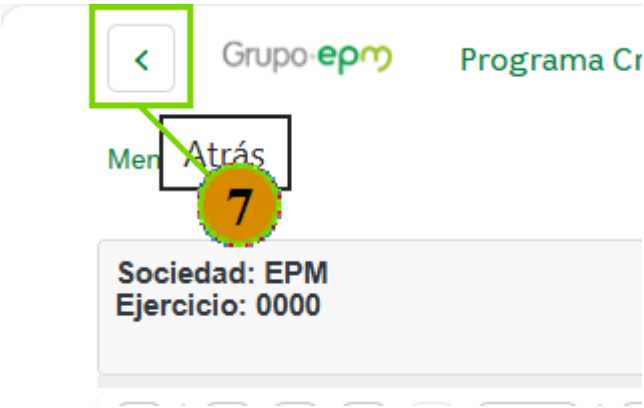 Grupo·epm Programa Cr
Men Atrás
7
Sociedad: EPM
Ejercicio: 0000